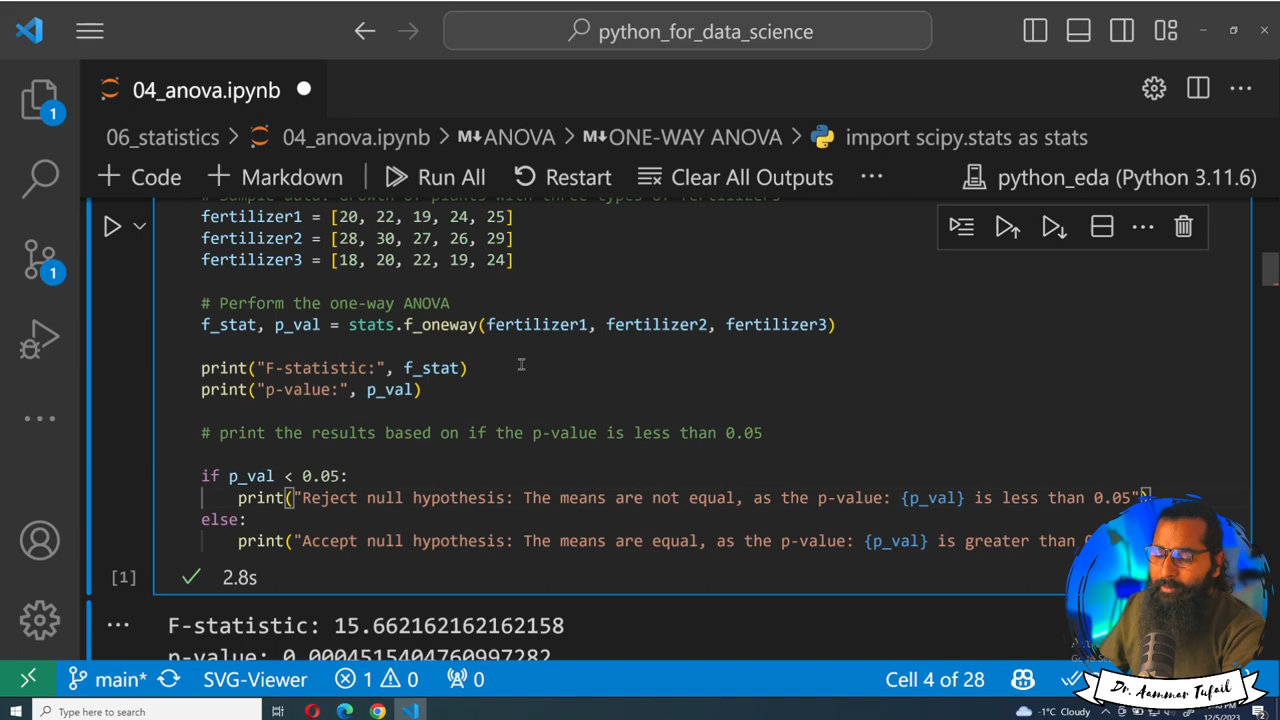 python_for_data_science
04_anova.ipynb
06_statistics > 04_anova.ipynb > M↓ANOVA > M↓ONE-WAY ANOVA > import scipy.stats as stats
+ Code + Markdown | Run All Restart Clear All Outputs ... python_eda (Python 3.11.6)
# Sample data: Growth of plants with three types of fertilizers
fertilizer1 = [20, 22, 19, 24, 25]
fertilizer2 = [28, 30, 27, 26, 29]
fertilizer3 = [18, 20, 22, 19, 24]
# Perform the one-way ANOVA
f_stat, p_val = stats.f_oneway(fertilizer1, fertilizer2, fertilizer3)
print("F-statistic:", f_stat)
print("p-value:", p_val)
# print the results based on if the p-value is less than 0.05
if p_val < 0.05:
print("Reject null hypothesis: The means are not equal, as the p-value: {p_val} is less than 0.05")
else:
print("Accept null hypothesis: The means are equal, as the p-value: {p_val} is greater than
[1] 2.8s
F-statistic: 15.662162162162158
p-value: 0.0004515404760997282
1
1
main* SVG-Viewer 1 0 0 Cell 4 of 28
Dr. Aammar Tufail
Type here to search
-1°C Cloudy
12/5/2023